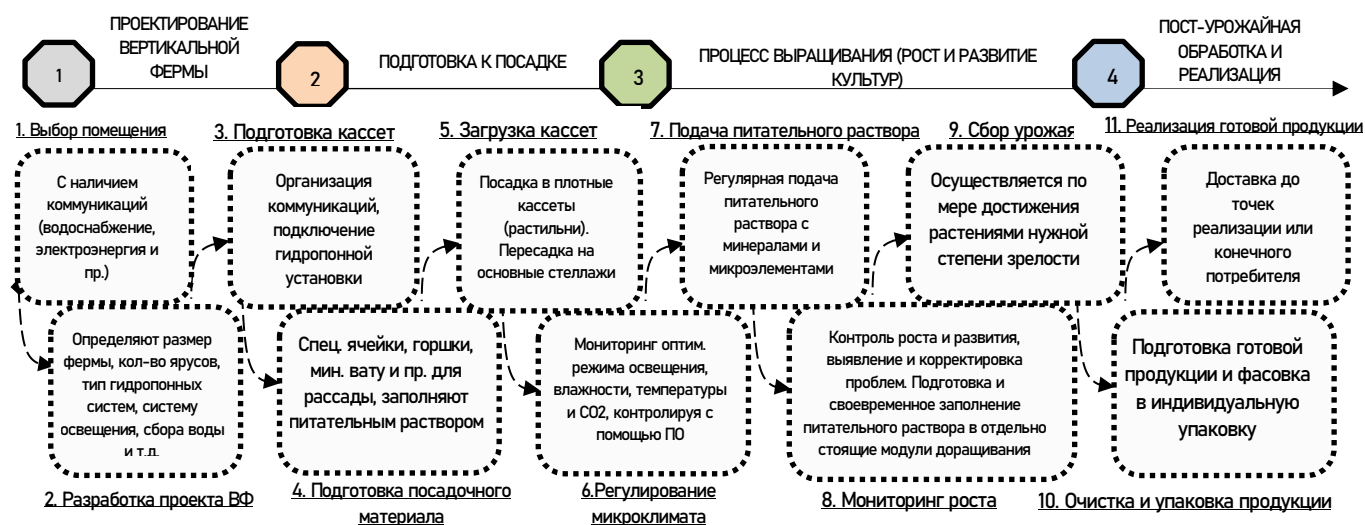 1
ПРОЕКТИРОВАНИЕ
ВЕРТИКАЛЬНОЙ
ФЕРМЫ
2
ПОДГОТОВКА К ПОСАДКЕ
3
ПРОЦЕСС ВЫРАЩИВАНИЯ (РОСТ И РАЗВИТИЕ
КУЛЬТУР)
4
ПОСТ-УРОЖАЙНАЯ
ОБРАБОТКА И
РЕАЛИЗАЦИЯ
1. Выбор помещения
С наличием
коммуникаций
(водоснабжение,
электроэнергия и
пр.)
Определяют размер
фермы, кол-во ярусов,
тип гидропонных
систем, систему
освещения, сбора воды
и т.д.
2. Разработка проекта ВФ
3. Подготовка кассет
Организация
коммуникаций,
подключение
гидропонной
установки
Спец. ячейки, горшки,
мин. вату и пр. для
рассады, заполняют
питательным раствором
4. Подготовка посадочного
материала
5. Загрузка кассет
Посадка в плотные
кассеты
(растильни).
Пересадка на
основные стеллажи
Мониторинг оптим.
режима освещения,
влажности, температуры
и СО2, контролируя с
помощью ПО
6.Регулирование
микроклимата
7. Подача питательного раствора
Регулярная подача
питательного
раствора с
минералами и
микроэлементами
Контроль роста и развития,
выявление и корректировка
проблем. Подготовка и
своевременное заполнение
питательного раствора в отдельно
стоящие модули доращивания
8. Мониторинг роста
9. Сбор урожая
Осуществляется по
мере достижения
растениями нужной
степени зрелости
Подготовка готовой
продукции и фасовка
в индивидуальную
упаковку
10. Очистка и упаковка продукции
11. Реализация готовой продукции
Доставка до
точек
реализации или
конечного
потребителя